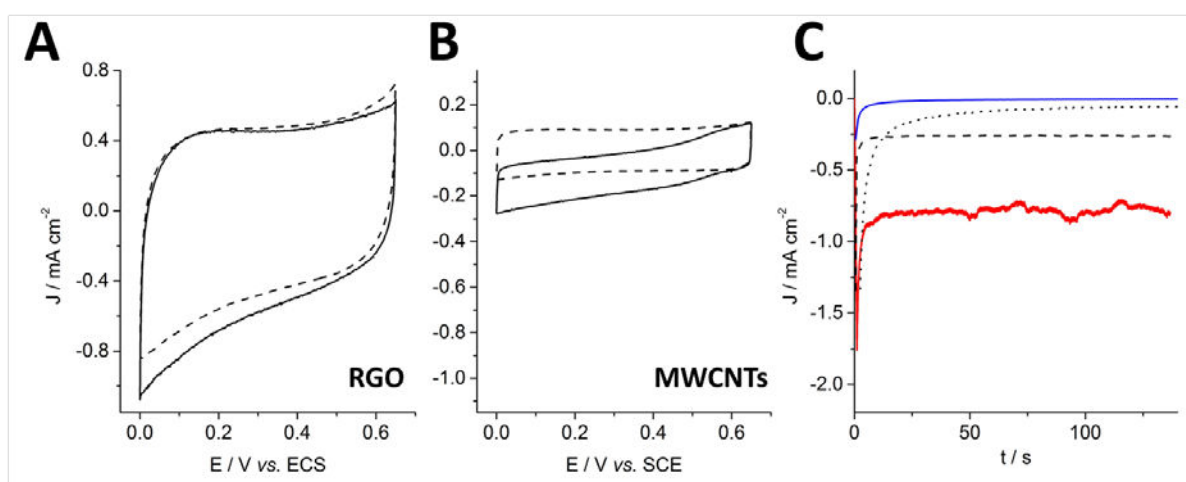 A
0.8
0.4
0.0
-0.4
-0.8
J / mA cm⁻²
0.0 0.2 0.4 0.6
E / V vs. ECS
RGO
B
0.2
0.0
-0.2
-0.4
-0.6
-0.8
-1.0
J / mA cm⁻²
0.0 0.2 0.4 0.6
E / V vs. SCE
MWCNTs
C
0.0
-0.5
-1.0
-1.5
-2.0
J / mA cm⁻²
0 50 100
t / s